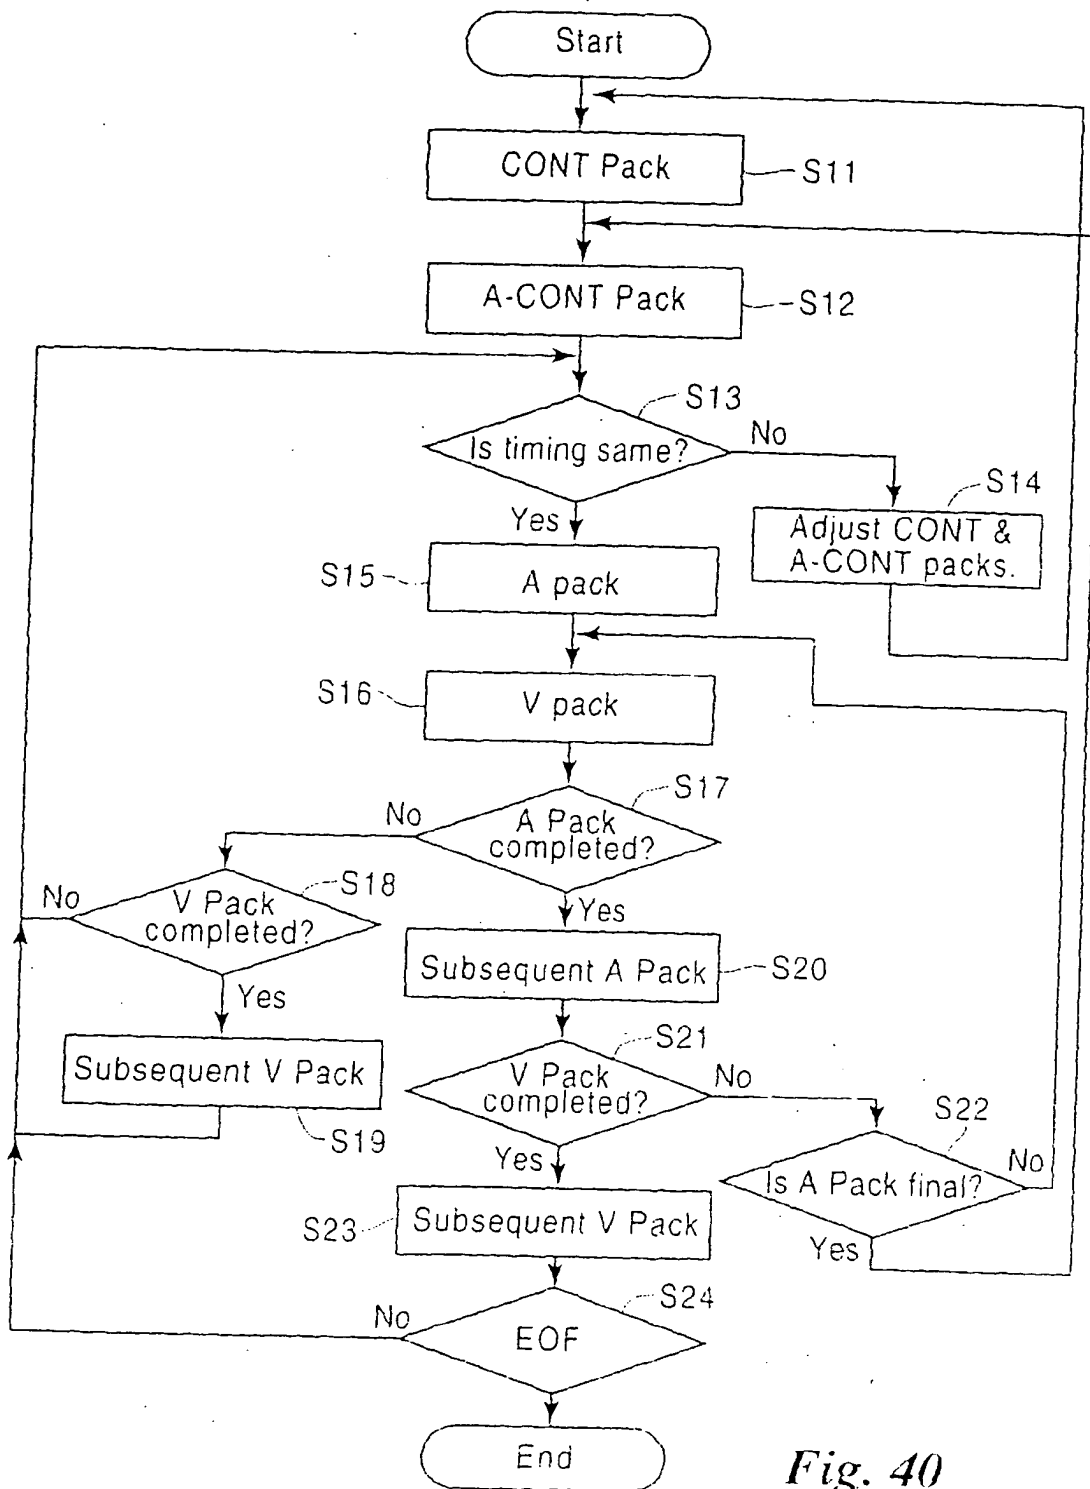 Start
CONT Pack
S11
A-CONT Pack
S12
S13
Is timing same?
No
S14
Yes
Adjust CONT &
A-CONT packs.
S15
A pack
S16
V pack
S17
No
A Pack
completed?
S18
No
V Pack
completed?
Yes
Subsequent A Pack
S20
Yes
S21
Subsequent V Pack
V Pack
completed?
No
S22
S19
Yes
Is A Pack final?
No
S23
Subsequent V Pack
Yes
S24
No
EOF
End
Fig. 40